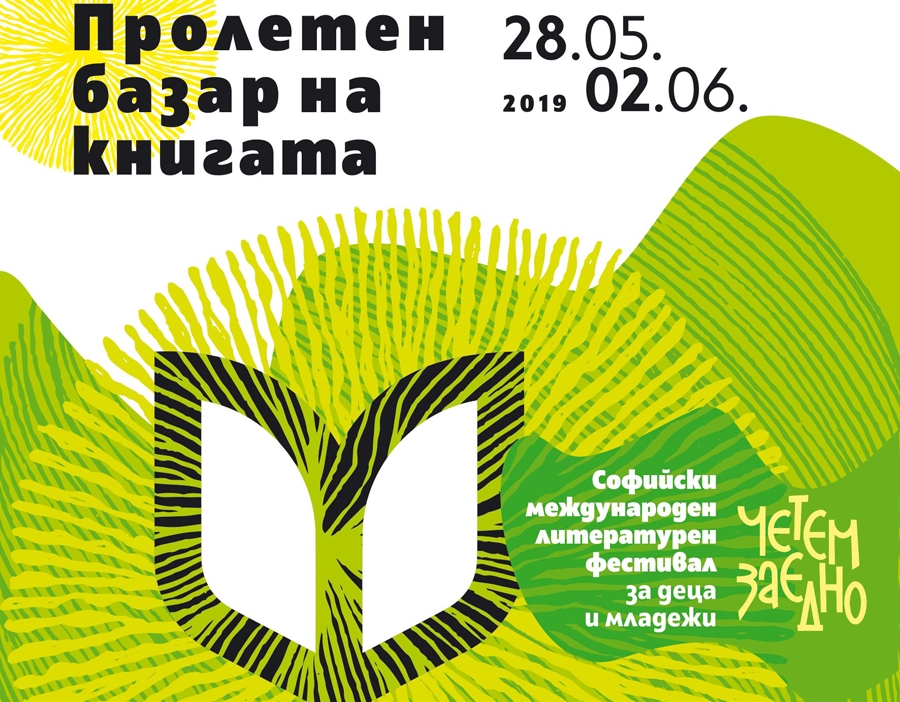 Пролетен
базар на
книгата
28.05.
2019 02.06.
Софийски
международен
литературен
фестивал
за деца
и младежи
ЧЕТЕМ
ЗАЕДНО